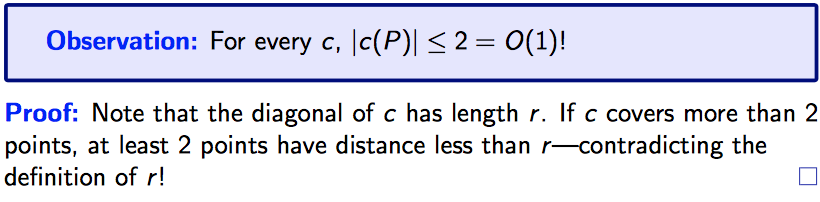 Observation: For every c, |c(P)| ≤ 2 = O(1)!
Proof: Note that the diagonal of c has length r. If c covers more than 2
points, at least 2 points have distance less than r—contradicting the
definition of r! □